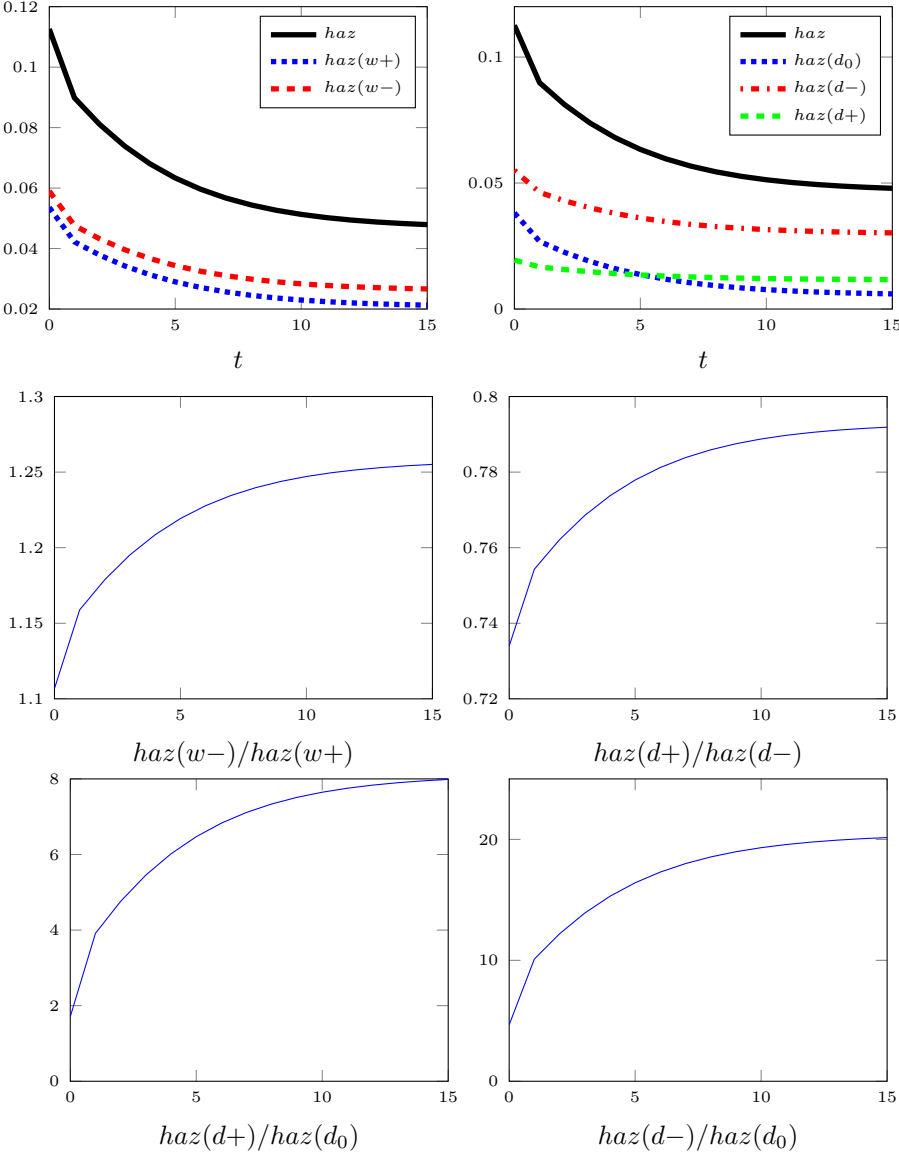 0.12
0.1
0.08
0.06
0.04
0.02
0 5 10 15
haz
haz(w+)
haz(w−)
t
0.1
0.05
0
0 5 10 15
haz
haz(d₀)
haz(d−)
haz(d+)
t
1.3
1.25
1.2
1.15
1.1
0 5 10 15
haz(w−)/haz(w+)
0.8
0.78
0.76
0.74
0.72
0 5 10 15
haz(d+)/haz(d−)
8
6
4
2
0
0 5 10 15
haz(d+)/haz(d₀)
20
10
0
0 5 10 15
haz(d−)/haz(d₀)